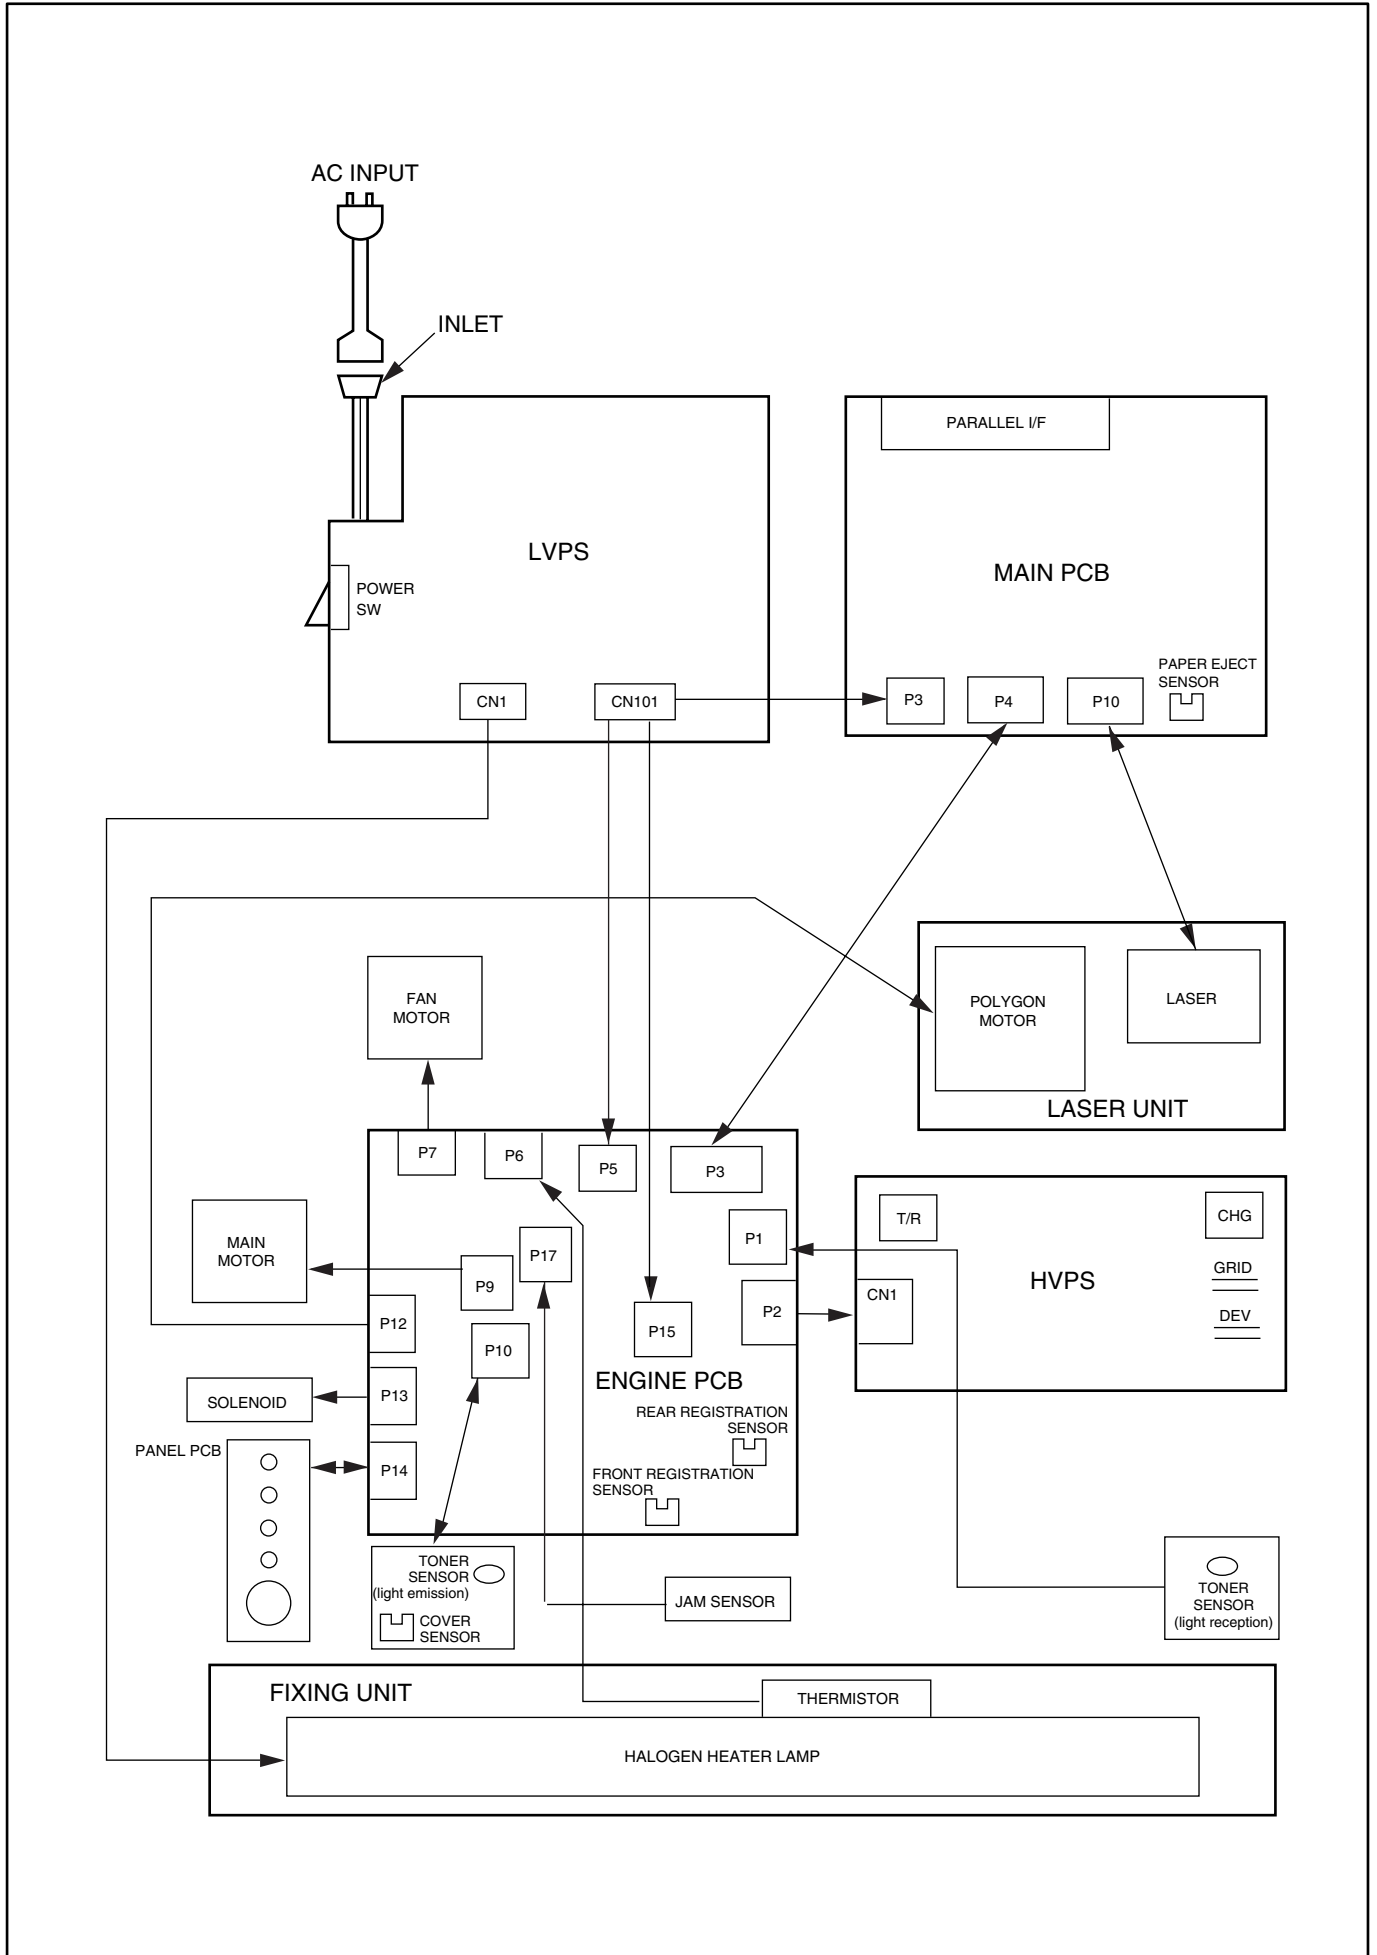 AC INPUT
INLET
PARALLEL I/F
LVPS
MAIN PCB
POWER
SW
PAPER EJECT
SENSOR
CN1
CN101
P3
P4
P10
FAN
MOTOR
POLYGON
MOTOR
LASER
LASER UNIT
P7
P6
P5
P3
T/R
CHG
MAIN
MOTOR
P17
P1
HVPS
GRID
P9
CN1
P12
P2
DEV
P10
P15
ENGINE PCB
SOLENOID
P13
REAR REGISTRATION
SENSOR
PANEL PCB
P14
FRONT REGISTRATION
SENSOR
TONER
SENSOR
(light emission)
COVER
SENSOR
JAM SENSOR
TONER
SENSOR
(light reception)
FIXING UNIT
THERMISTOR
HALOGEN HEATER LAMP